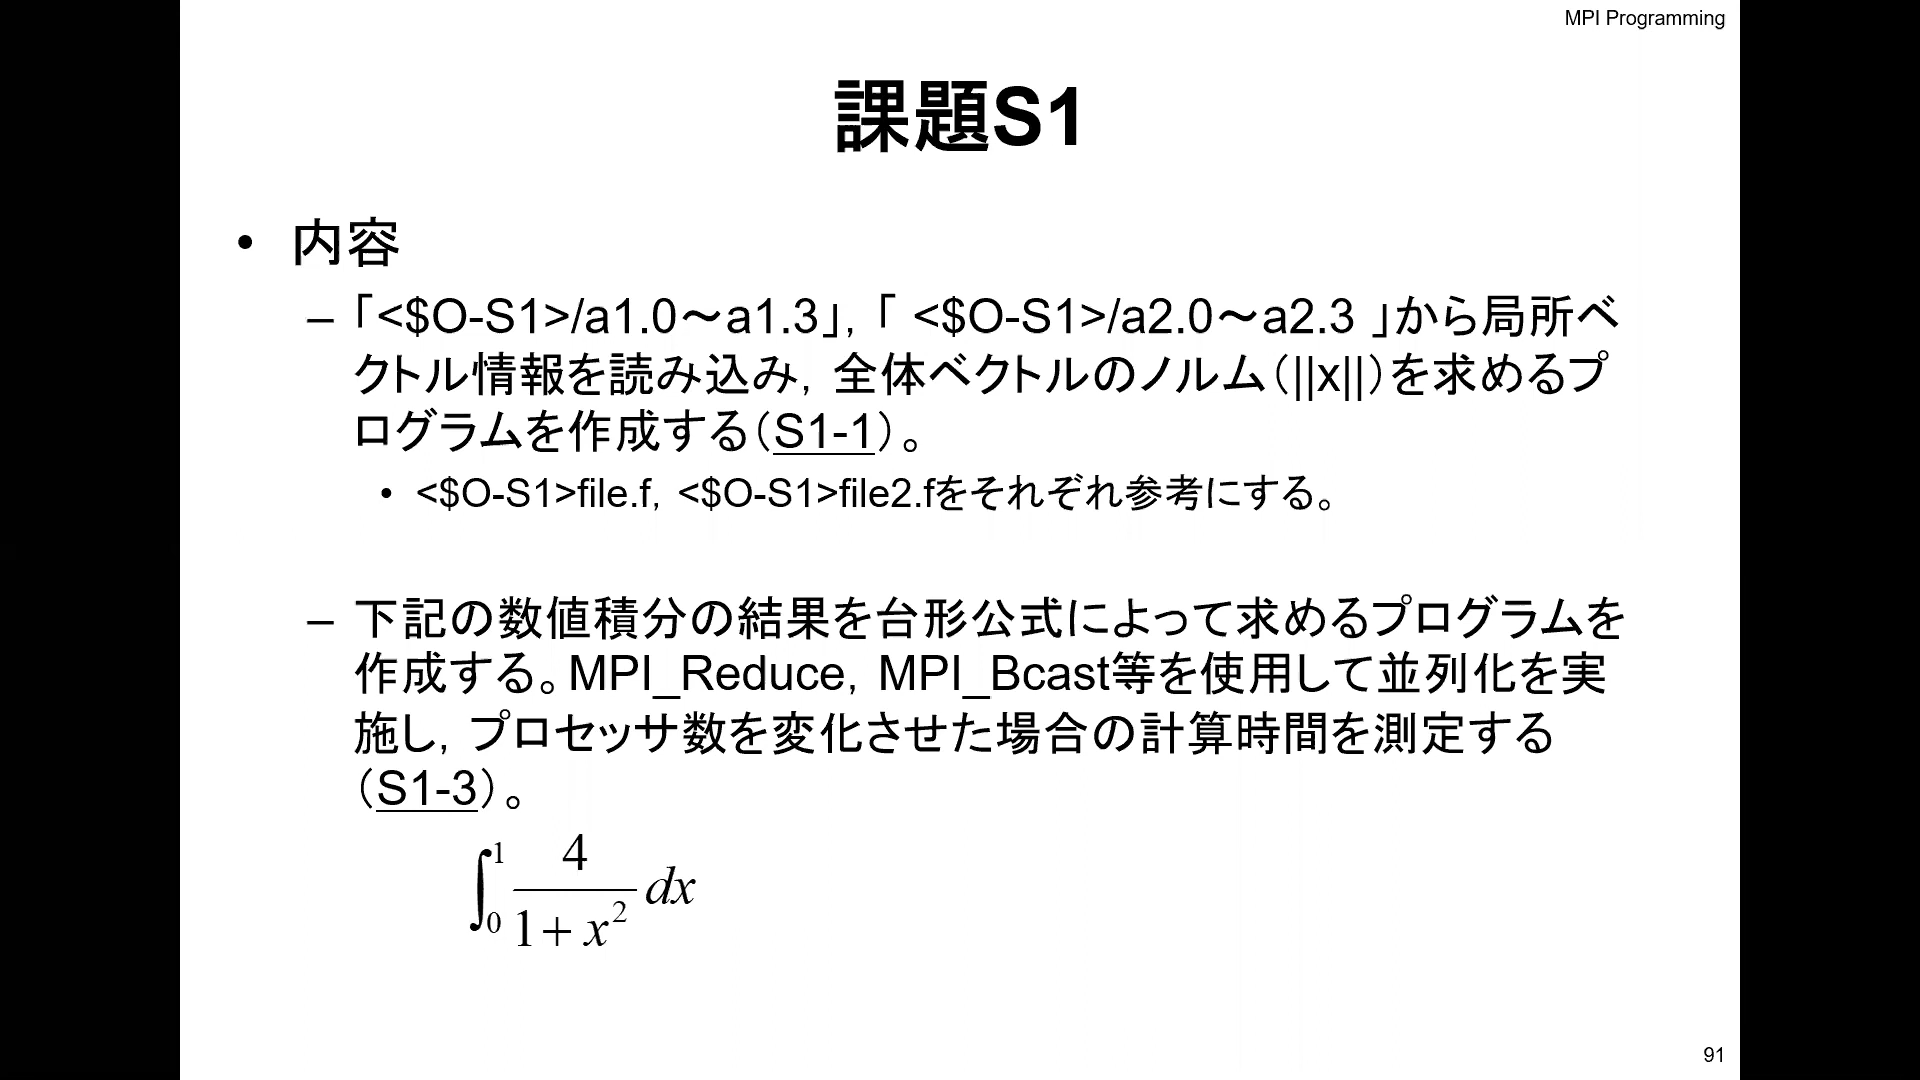 MPI Programming
課題S1
• 内容
– 「<$O-S1>/a1.0～a1.3」，「 <$O-S1>/a2.0～a2.3 」から局所ベ
クトル情報を読み込み，全体ベクトルのノルム（||x||）を求めるプ
ログラムを作成する（S1-1）。
• <$O-S1>file.f，<$O-S1>file2.fをそれぞれ参考にする。
– 下記の数値積分の結果を台形公式によって求めるプログラムを
作成する。MPI_Reduce，MPI_Bcast等を使用して並列化を実
施し，プロセッサ数を変化させた場合の計算時間を測定する
（S1-3）。
∫₀¹ 4/(1+x²) dx
91